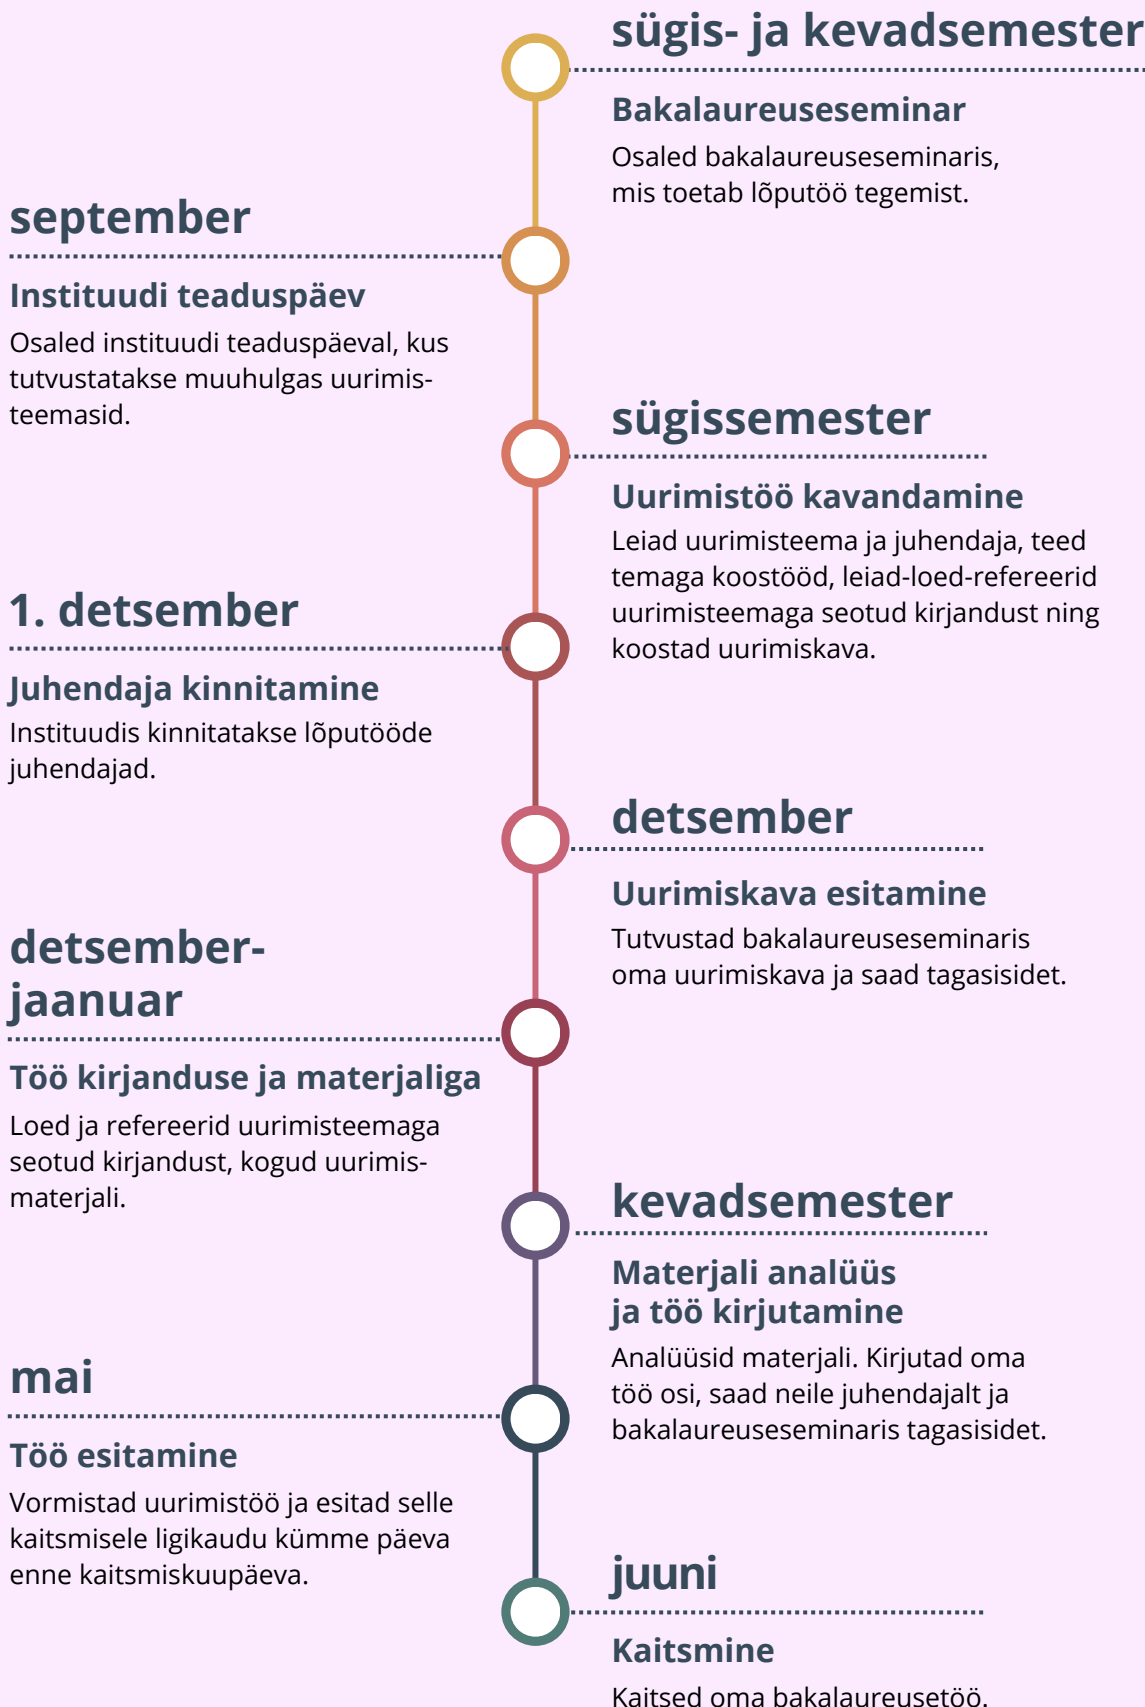 sügis- ja kevadsemester
Bakalaureuseseminar
Osaled bakalaureuseseminaris,
mis toetab lõputöö tegemist.
september
Instituudi teaduspäev
Osaled instituudi teaduspäeval, kus
tutvustatakse muuhulgas uurimis-
teemasid.
sügissemester
Uurimistöö kavandamine
Leiad uurimisteema ja juhendaja, teed
temaga koostööd, leiad-loed-refereerid
uurimisteemaga seotud kirjandust ning
koostad uurimiskava.
1. detsember
Juhendaja kinnitamine
Instituudis kinnitatakse lõputööde
juhendajad.
detsember
Uurimiskava esitamine
Tutvustad bakalaureuseseminaris
oma uurimiskava ja saad tagasisidet.
detsember-
jaanuar
Töö kirjanduse ja materjaliga
Loed ja refereerid uurimisteemaga
seotud kirjandust, kogud uurimis-
materjali.
kevadsemester
Materjali analüüs
ja töö kirjutamine
Analüüsid materjali. Kirjutad oma
töö osi, saad neile juhendajalt ja
bakalaureuseseminaris tagasisidet.
mai
Töö esitamine
Vormistad uurimistöö ja esitad selle
kaitsmisele ligikaudu kümme päeva
enne kaitsmiskuupäeva.
juuni
Kaitsmine
Kaitsed oma bakalaureusetöö.